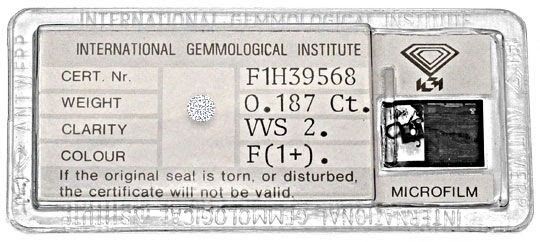 INTERNATIONAL GEMMOLOGICAL INSTITUTE
INTERNATIONAL GEMMOLOGICAL INSTITUTE
CERT. Nr. F1H39568
WEIGHT 0.187 Ct.
CLARITY VVS 2.
COLOUR F(1+).
If the original seal is torn, or disturbed,
the certificate will not be valid.
MICROFILM
ANTWERP
INTERNATIONAL GEMMOLOGICAL INSTITUTE